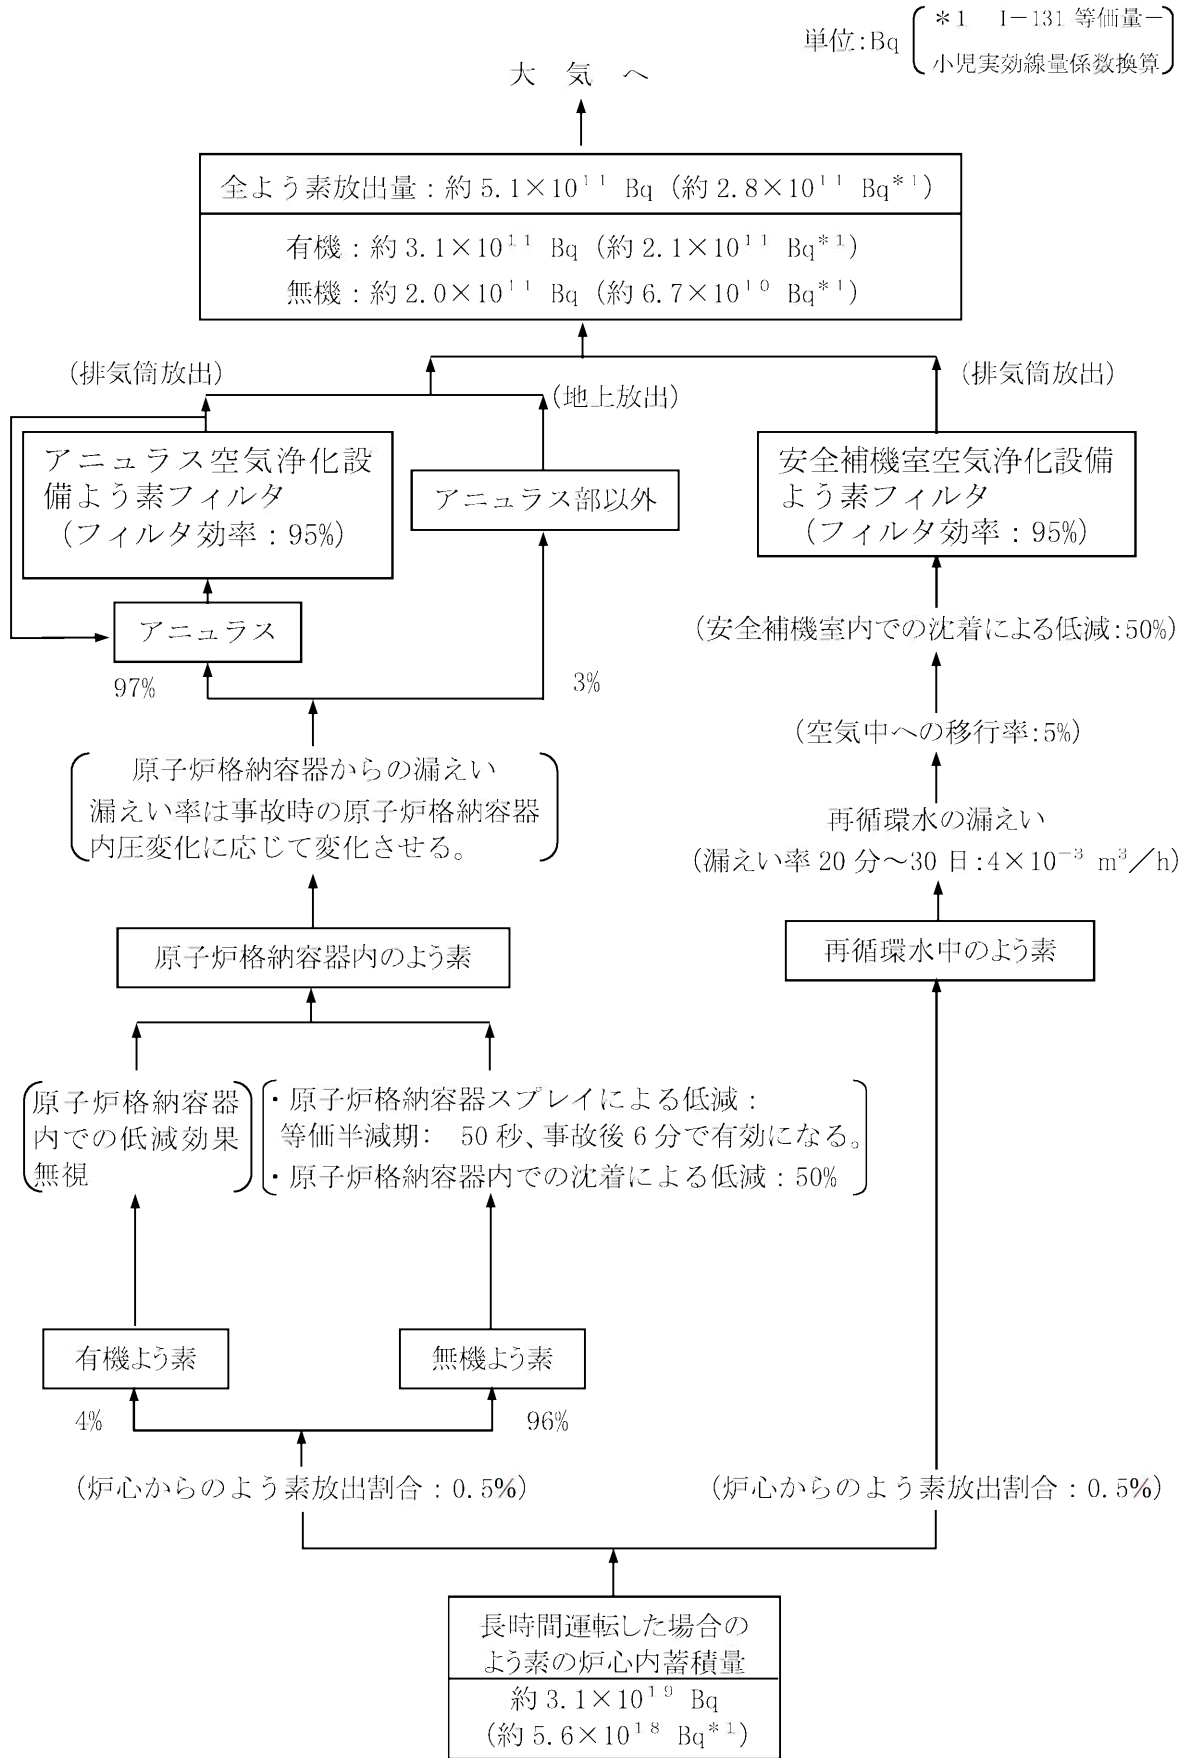 単位:Bq
*1 I－131等価量－
小児実効線量係数換算
大 気 へ
全よう素放出量：約5.1×10¹¹ Bq (約2.8×10¹¹ Bq*¹)
有機：約3.1×10¹¹ Bq (約2.1×10¹¹ Bq*¹)
無機：約2.0×10¹¹ Bq (約6.7×10¹⁰ Bq*¹)
(排気筒放出)
(地上放出)
(排気筒放出)
アニュラス空気浄化設
備よう素フィルタ
(フィルタ効率：95%)
アニュラス部以外
安全補機室空気浄化設備
よう素フィルタ
(フィルタ効率：95%)
アニュラス
97%
3%
(安全補機室内での沈着による低減:50%)
(空気中への移行率:5%)
原子炉格納容器からの漏えい
漏えい率は事故時の原子炉格納容器
内圧変化に応じて変化させる。
再循環水の漏えい
(漏えい率20分～30日:4×10⁻³ m³／h)
原子炉格納容器内のよう素
再循環水中のよう素
原子炉格納容器
内での低減効果
無視
・原子炉格納容器スプレイによる低減：
等価半減期： 50秒、事故後6分で有効になる。
・原子炉格納容器内での沈着による低減：50%
有機よう素
無機よう素
4%
96%
(炉心からのよう素放出割合：0.5%)
(炉心からのよう素放出割合：0.5%)
長時間運転した場合の
よう素の炉心内蓄積量
約3.1×10¹⁹ Bq
(約5.6×10¹⁸ Bq*¹)